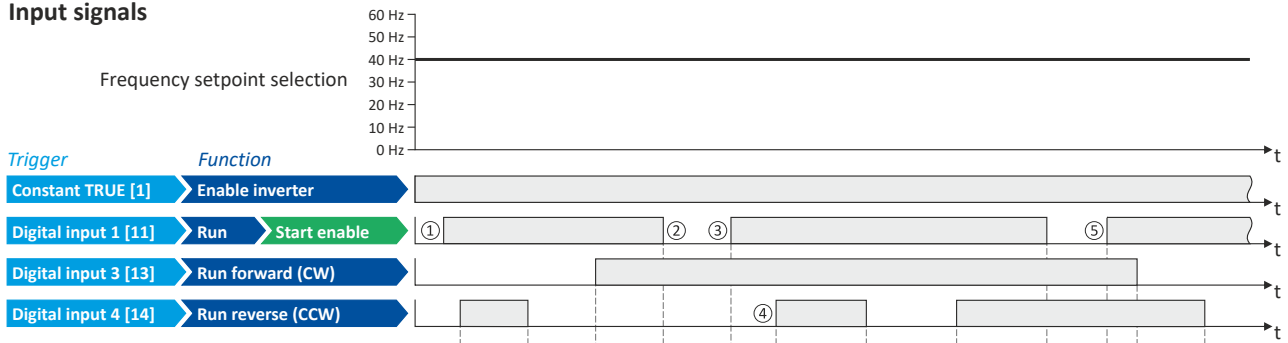 Input signals
60 Hz
50 Hz
40 Hz
Frequency setpoint selection
30 Hz
20 Hz
10 Hz
0 Hz
t
Trigger Function
Constant TRUE [1] Enable inverter
t
Digital input 1 [11] Run Start enable ① ② ③ ⑤
t
Digital input 3 [13] Run forward (CW)
t
Digital input 4 [14] Run reverse (CCW) ④
t